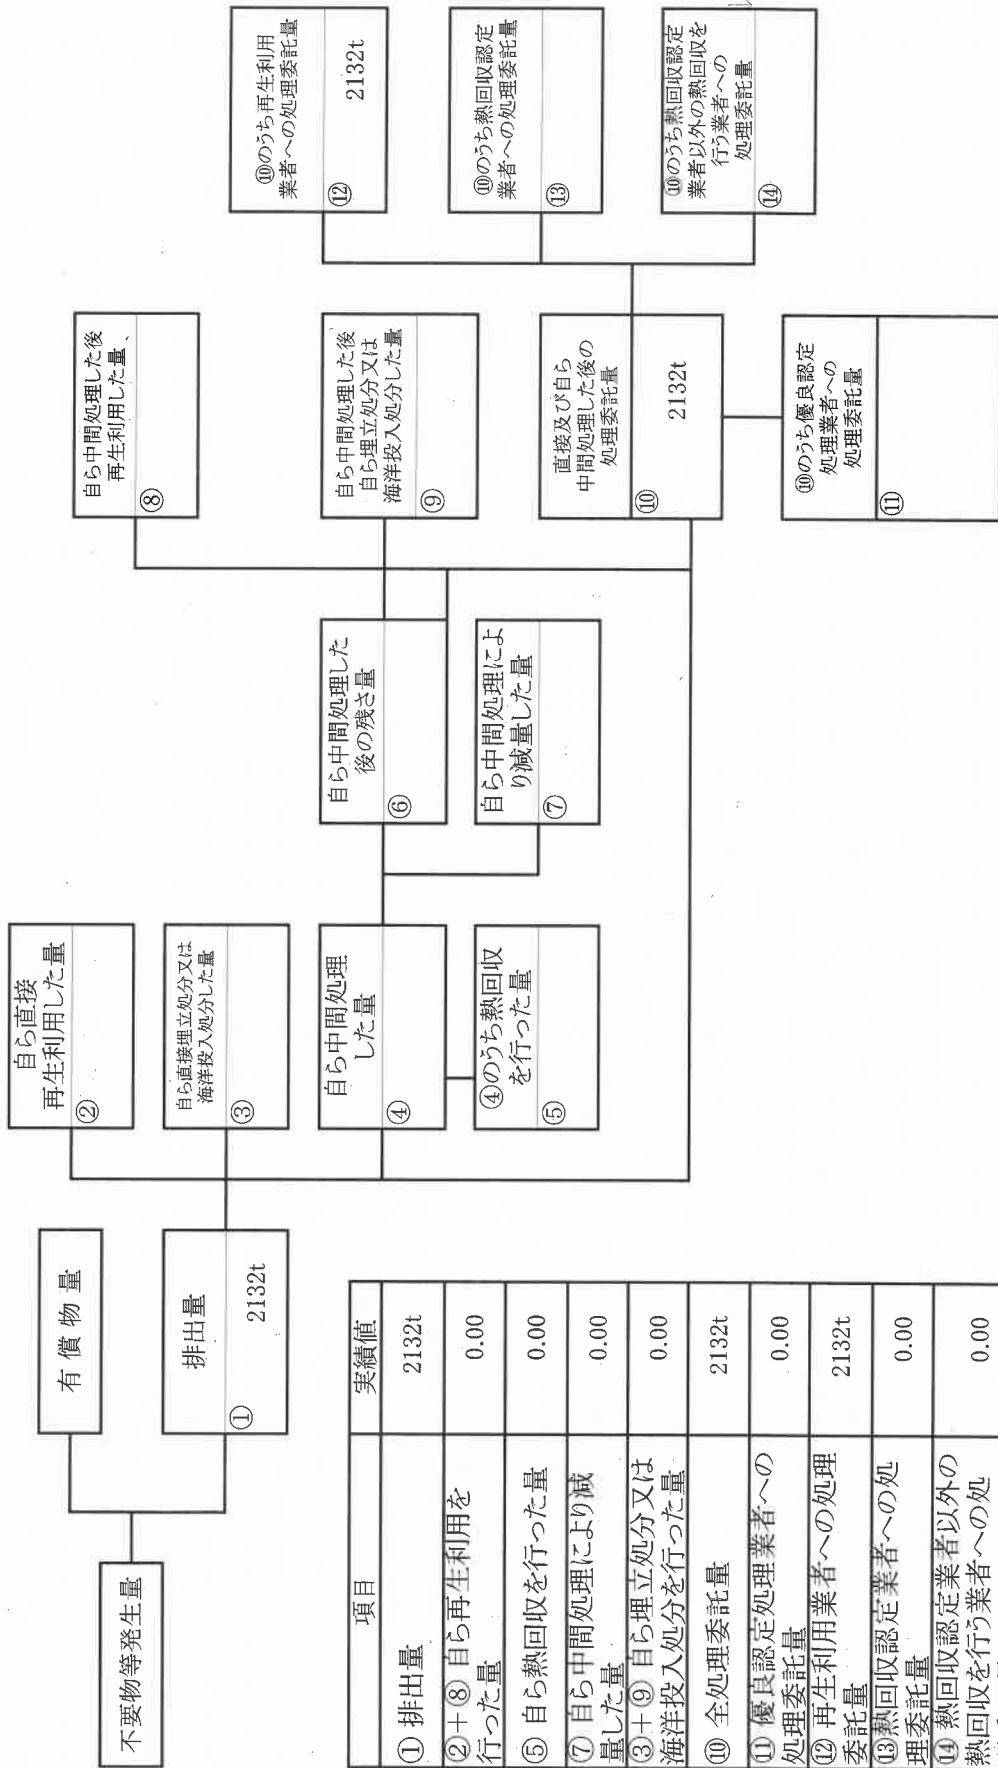 不要物等発生量
有償物量
排出量
①
2132t
自ら直接
再生利用した量
②
自ら直接埋立処分又は
海洋投入処分した量
③
自ら中間処理
した量
④
④のうち熱回収
を行った量
⑤
自ら中間処理した
後の残さ量
⑥
自ら中間処理によ
り減量した量
⑦
自ら中間処理した後
再生利用した量、
⑧
自ら中間処理した後
自ら埋立処分又は
海洋投入処分した量
⑨
直接及び自ら
中間処理した後の
処理委託量
⑩
2132t
⑩のうち優良認定
処理業者への
処理委託量
⑪
⑩のうち再生利用
業者への処理委託量
⑫
2132t
⑩のうち熱回収認定
業者への処理委託量
⑬
⑩のうち熱回収認定
業者以外の熱回収を
行う業者への
処理委託量
⑭
項目 実績値
①排出量 2132t
②+⑧自ら再生利用を
行った量 0.00
⑤自ら熱回収を行った量 0.00
⑦自ら中間処理により減
量した量 0.00
③+⑨自ら埋立処分又は
海洋投入処分を行った量 0.00
⑩全処理委託量 2132t
⑪優良認定処理業者への
処理委託量 0.00
⑫再生利用業者への処理
委託量 2132t
⑬熱回収認定業者への処
理委託量 0.00
⑭熱回収認定業者以外の
熱回収を行う業者への処 0.00